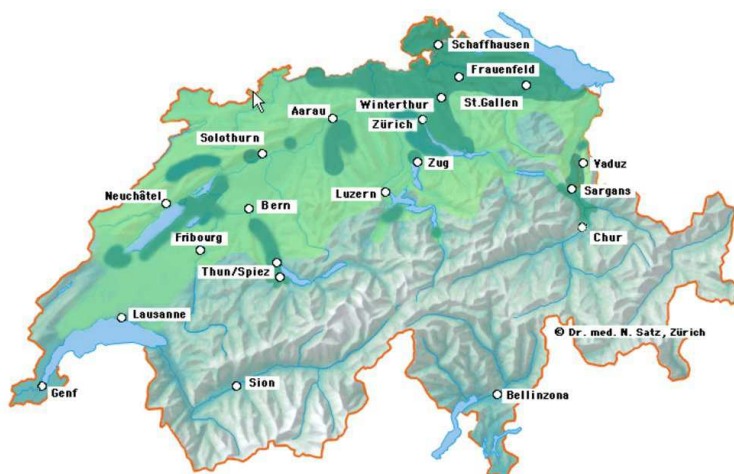 Schaffhausen
Frauenfeld
Winterthur
St.Gallen
Aarau
Zürich
Solothurn
Zug
Vaduz
Neuchâtel
Luzern
Sargans
Bern
Fribourg
Chur
Thun/Spiez
Lausanne
© Dr. med. N. Satz, Zürich
Genf
Sion
Bellinzona